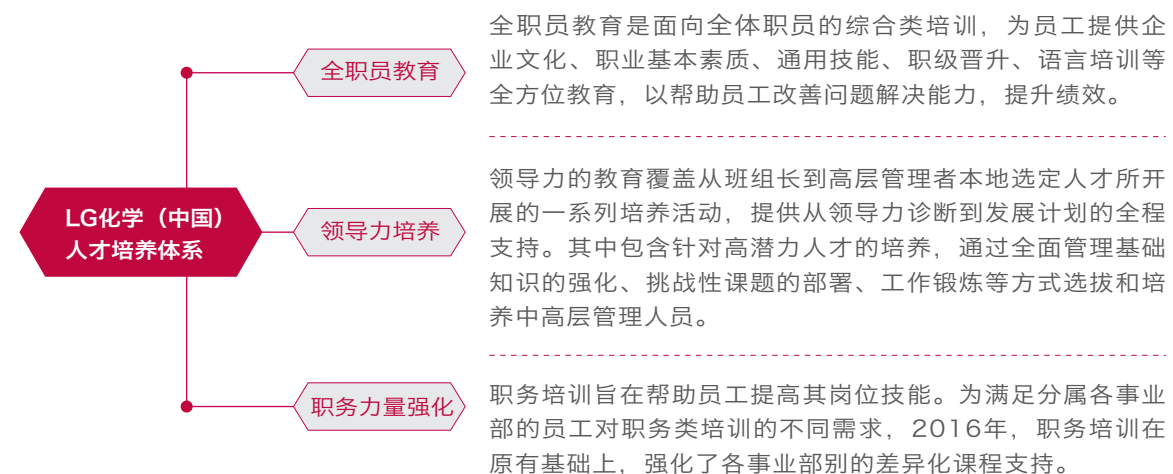 LG化学（中国）
人才培养体系
全职员教育
全职员教育是面向全体职员的综合类培训，为员工提供企
业文化、职业基本素质、通用技能、职级晋升、语言培训等
全方位教育，以帮助员工改善问题解决能力，提升绩效。
领导力培养
领导力的教育覆盖从班组长到高层管理者本地选定人才所开
展的一系列培养活动，提供从领导力诊断到发展计划的全程
支持。其中包含针对高潜力人才的培养，通过全面管理基础
知识的强化、挑战性课题的部署、工作锻炼等方式选拔和培
养中高层管理人员。
职务力量强化
职务培训旨在帮助员工提高其岗位技能。为满足分属各事业
部的员工对职务类培训的不同需求，2016年，职务培训在
原有基础上，强化了各事业部别的差异化课程支持。